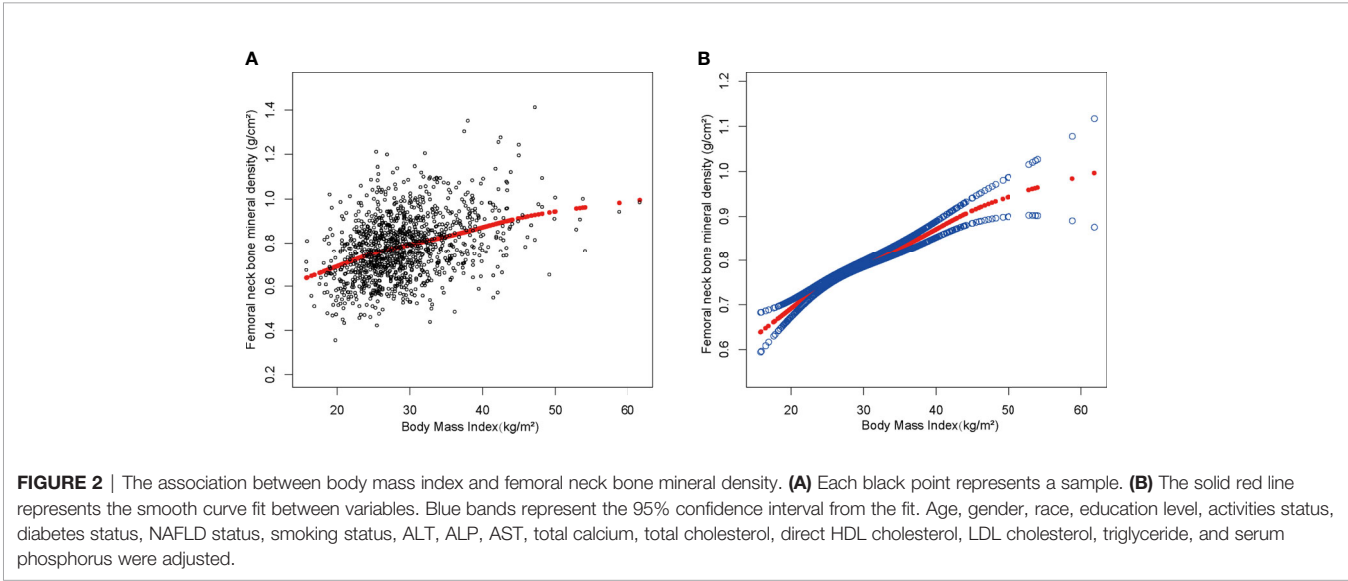 A
Femoral neck bone mineral density (g/cm²)
1.4
1.2
1.0
0.8
0.6
0.4
0.2
20 30 40 50 60
Body Mass Index(kg/m²)
B
Femoral neck bone mineral density (g/cm²)
1.2
1.1
1.0
0.9
0.8
0.7
0.6
20 30 40 50 60
Body Mass Index(kg/m²)
FIGURE 2 | The association between body mass index and femoral neck bone mineral density. (A) Each black point represents a sample. (B) The solid red line
represents the smooth curve fit between variables. Blue bands represent the 95% confidence interval from the fit. Age, gender, race, education level, activities status,
diabetes status, NAFLD status, smoking status, ALT, ALP, AST, total calcium, total cholesterol, direct HDL cholesterol, LDL cholesterol, triglyceride, and serum
phosphorus were adjusted.